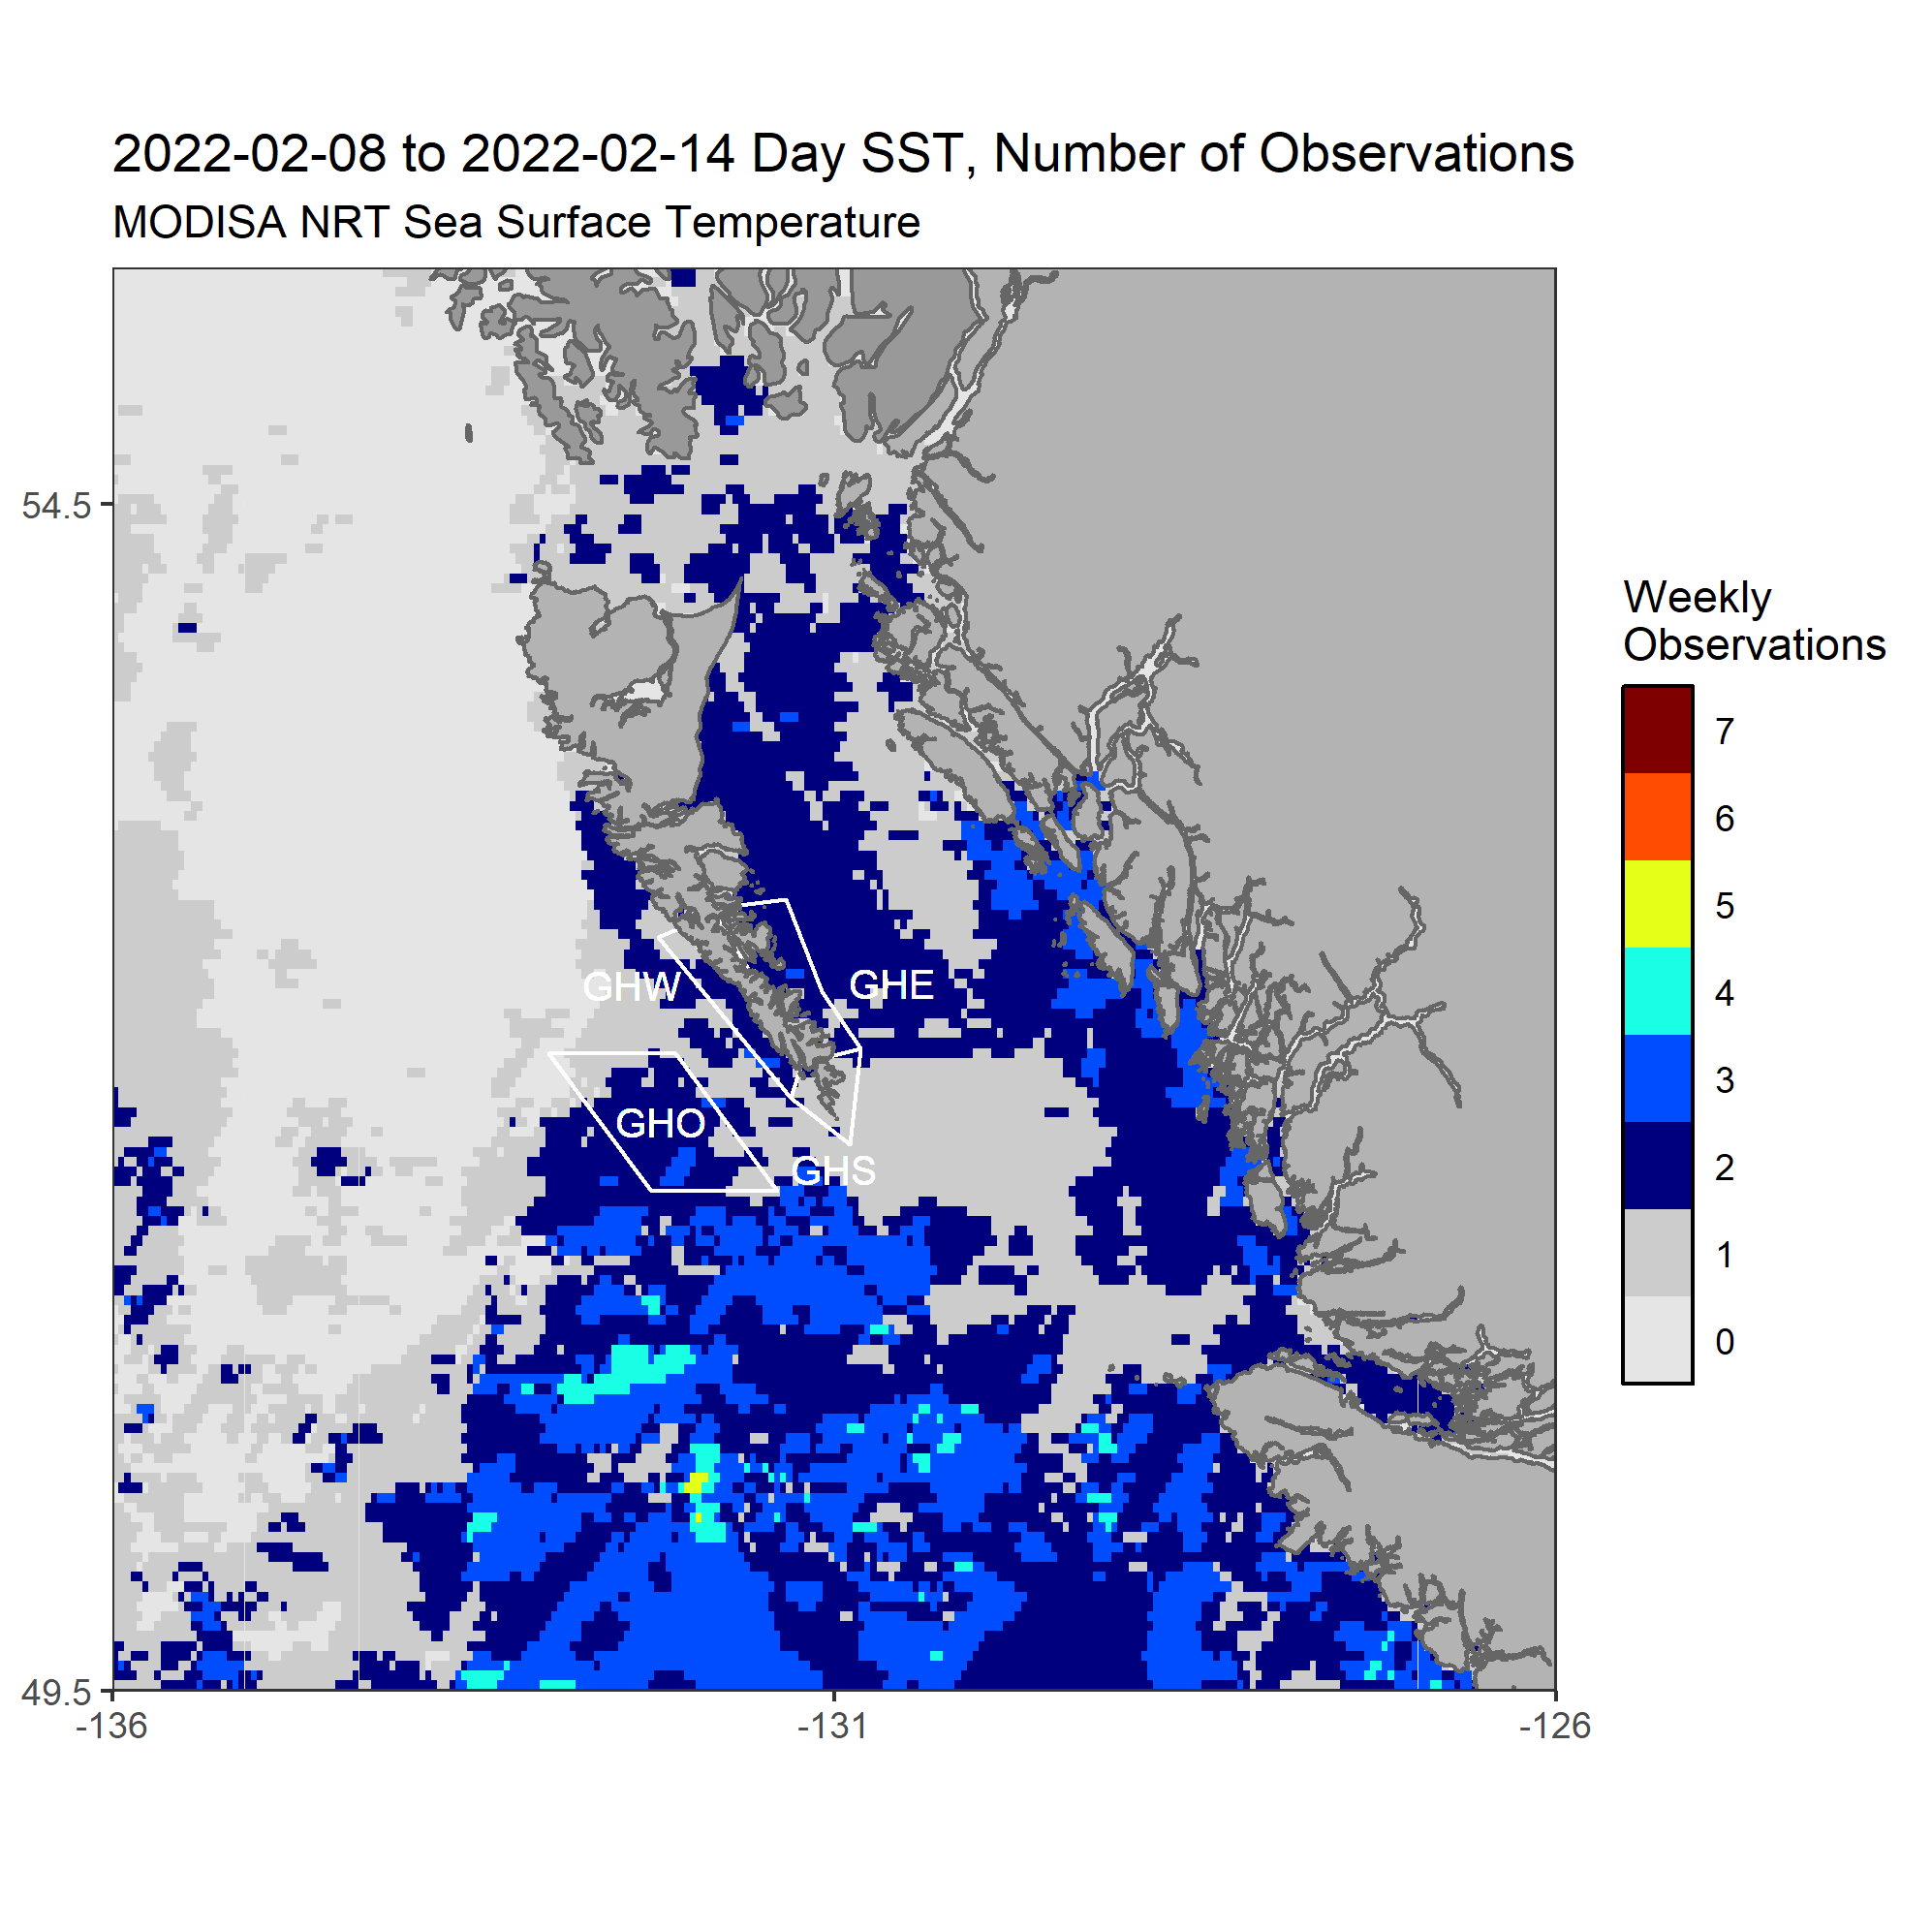 2022-02-08 to 2022-02-14 Day SST, Number of Observations
MODISA NRT Sea Surface Temperature
54.5
49.5
-136
-131
-126
GHW
GHE
GHO
GHS
Weekly
Observations
7
6
5
4
3
2
1
0